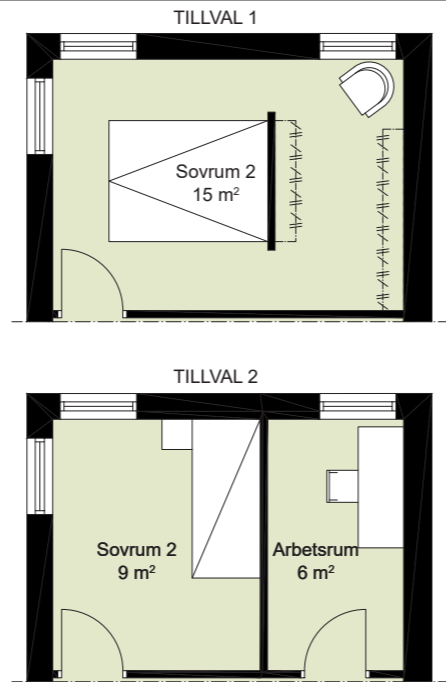 TILLVAL 1
Sovrum 2
15 m²
TILLVAL 2
Sovrum 2
9 m²
Arbetsrum
6 m²